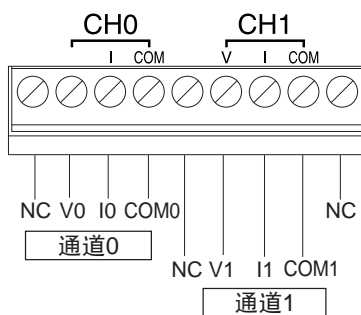 CH0 CH1
I COM V I COM
NC V0 I0 COM0 NC
通道0
NC V1 I1 COM1
通道1